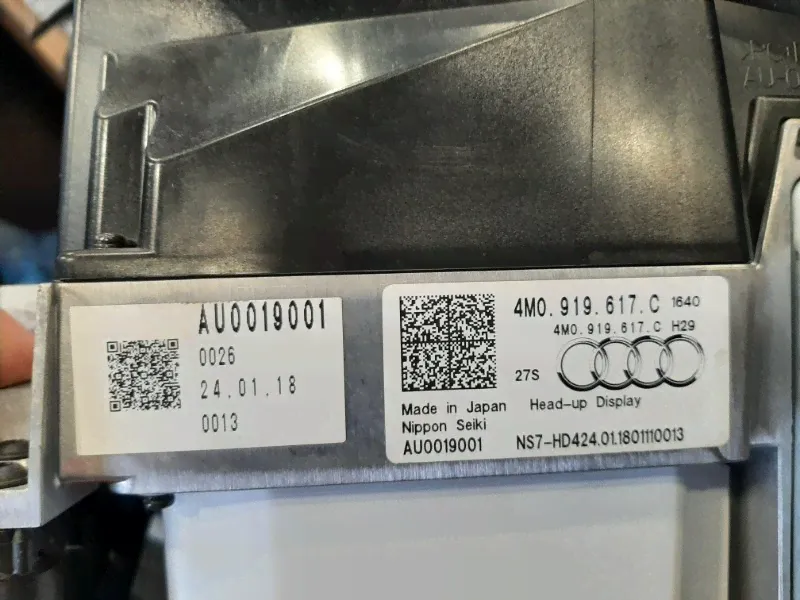 AU0019001
0026
24.01.18
0013
4M0.919.617.C 1640
4M0.919.617.C H29
27S
Made in Japan Head-up Display
Nippon Seiki
AU0019001 NS7-HD424.01.1801110013